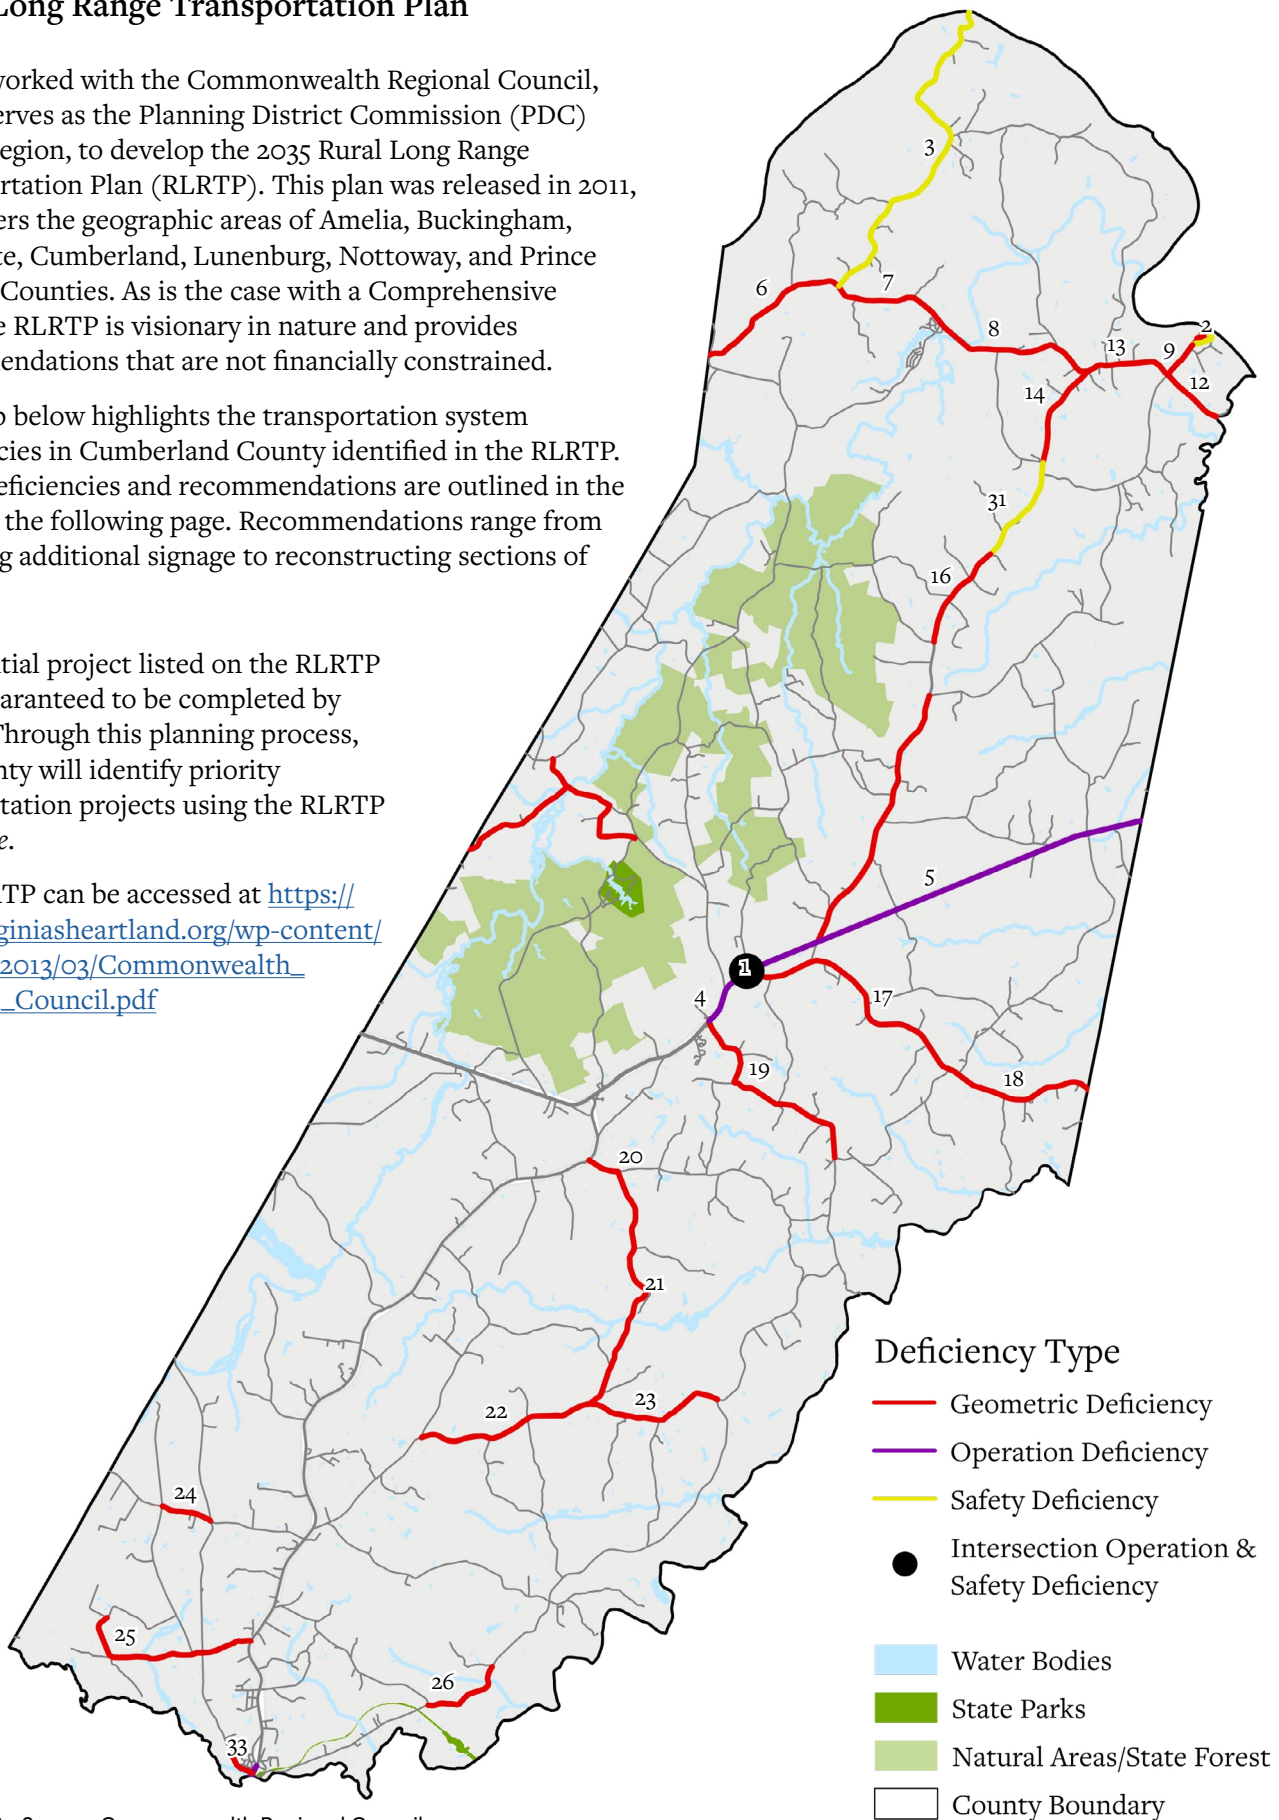 Long Range Transportation Plan
worked with the Commonwealth Regional Council,
erves as the Planning District Commission (PDC)
egion, to develop the 2035 Rural Long Range
rtation Plan (RLRTP). This plan was released in 2011,
ers the geographic areas of Amelia, Buckingham,
te, Cumberland, Lunenburg, Nottoway, and Prince
Counties. As is the case with a Comprehensive
e RLRTP is visionary in nature and provides
endations that are not financially constrained.
p below highlights the transportation system
cies in Cumberland County identified in the RLRTP.
eficiencies and recommendations are outlined in the
the following page. Recommendations range from
g additional signage to reconstructing sections of
tial project listed on the RLRTP
uaranteed to be completed by
Through this planning process,
nty will identify priority
tation projects using the RLRTP
e.
RTP can be accessed at https://
giniasheartland.org/wp-content/
2013/03/Commonwealth_
_Council.pdf
3
6
7
8
2
13
9
12
14
31
16
5
1
4
17
19
18
20
21
22
23
24
25
26
33
Deficiency Type
Geometric Deficiency
Operation Deficiency
Safety Deficiency
Intersection Operation &
Safety Deficiency
Water Bodies
State Parks
Natural Areas/State Forest
County Boundary